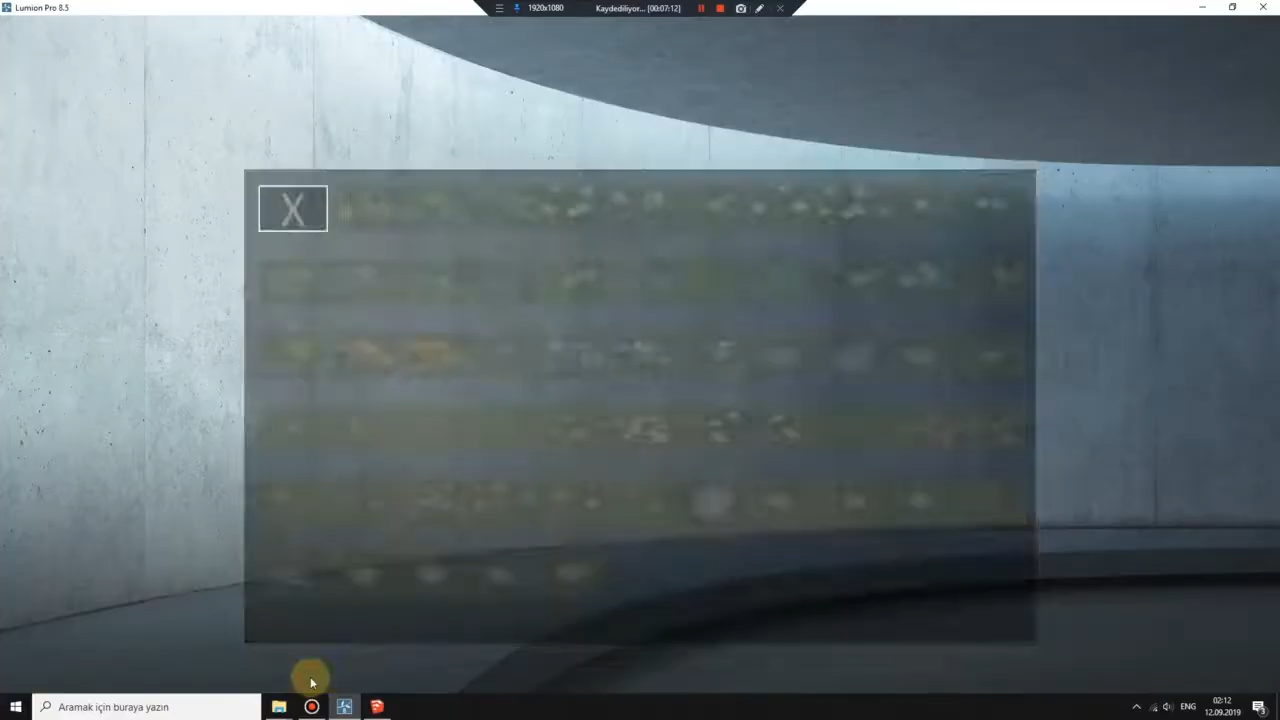 Lumion Pro 8.5
1920x1080
Kaydediliyor... [00:07:12]
X
Aramak için buraya yazın
ENG
02:12
12.09.2019
3